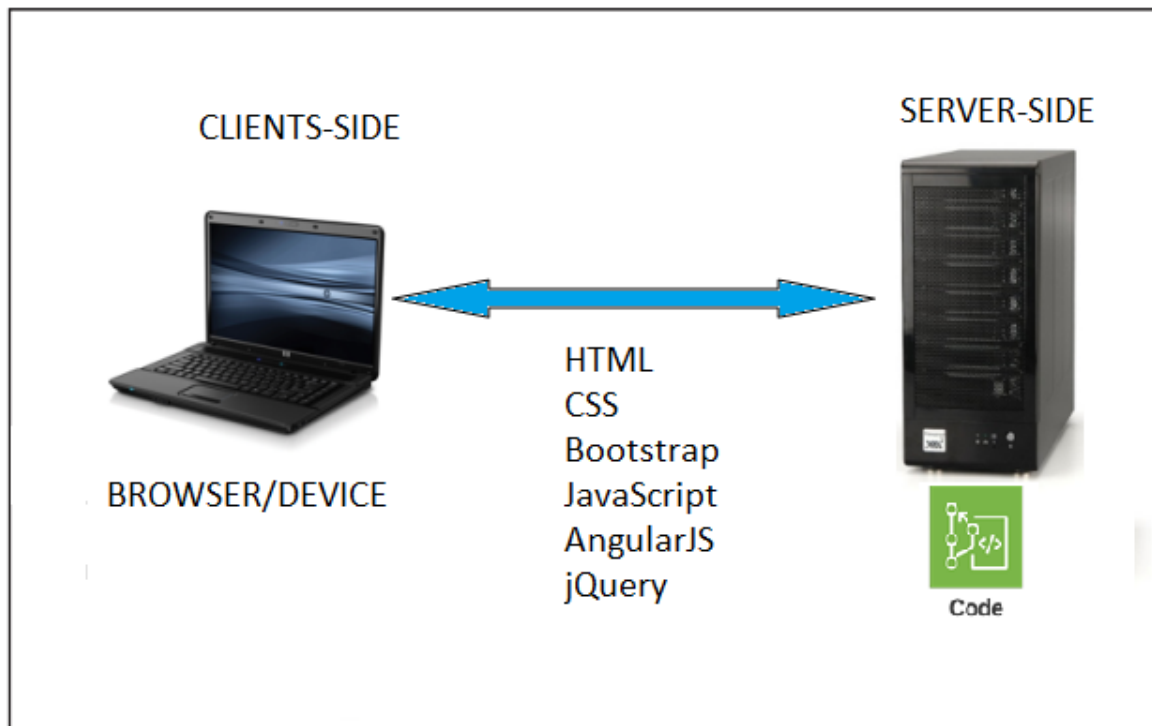 CLIENTS-SIDE
SERVER-SIDE
HTML
CSS
Bootstrap
JavaScript
AngularJS
jQuery
BROWSER/DEVICE
</>
Code